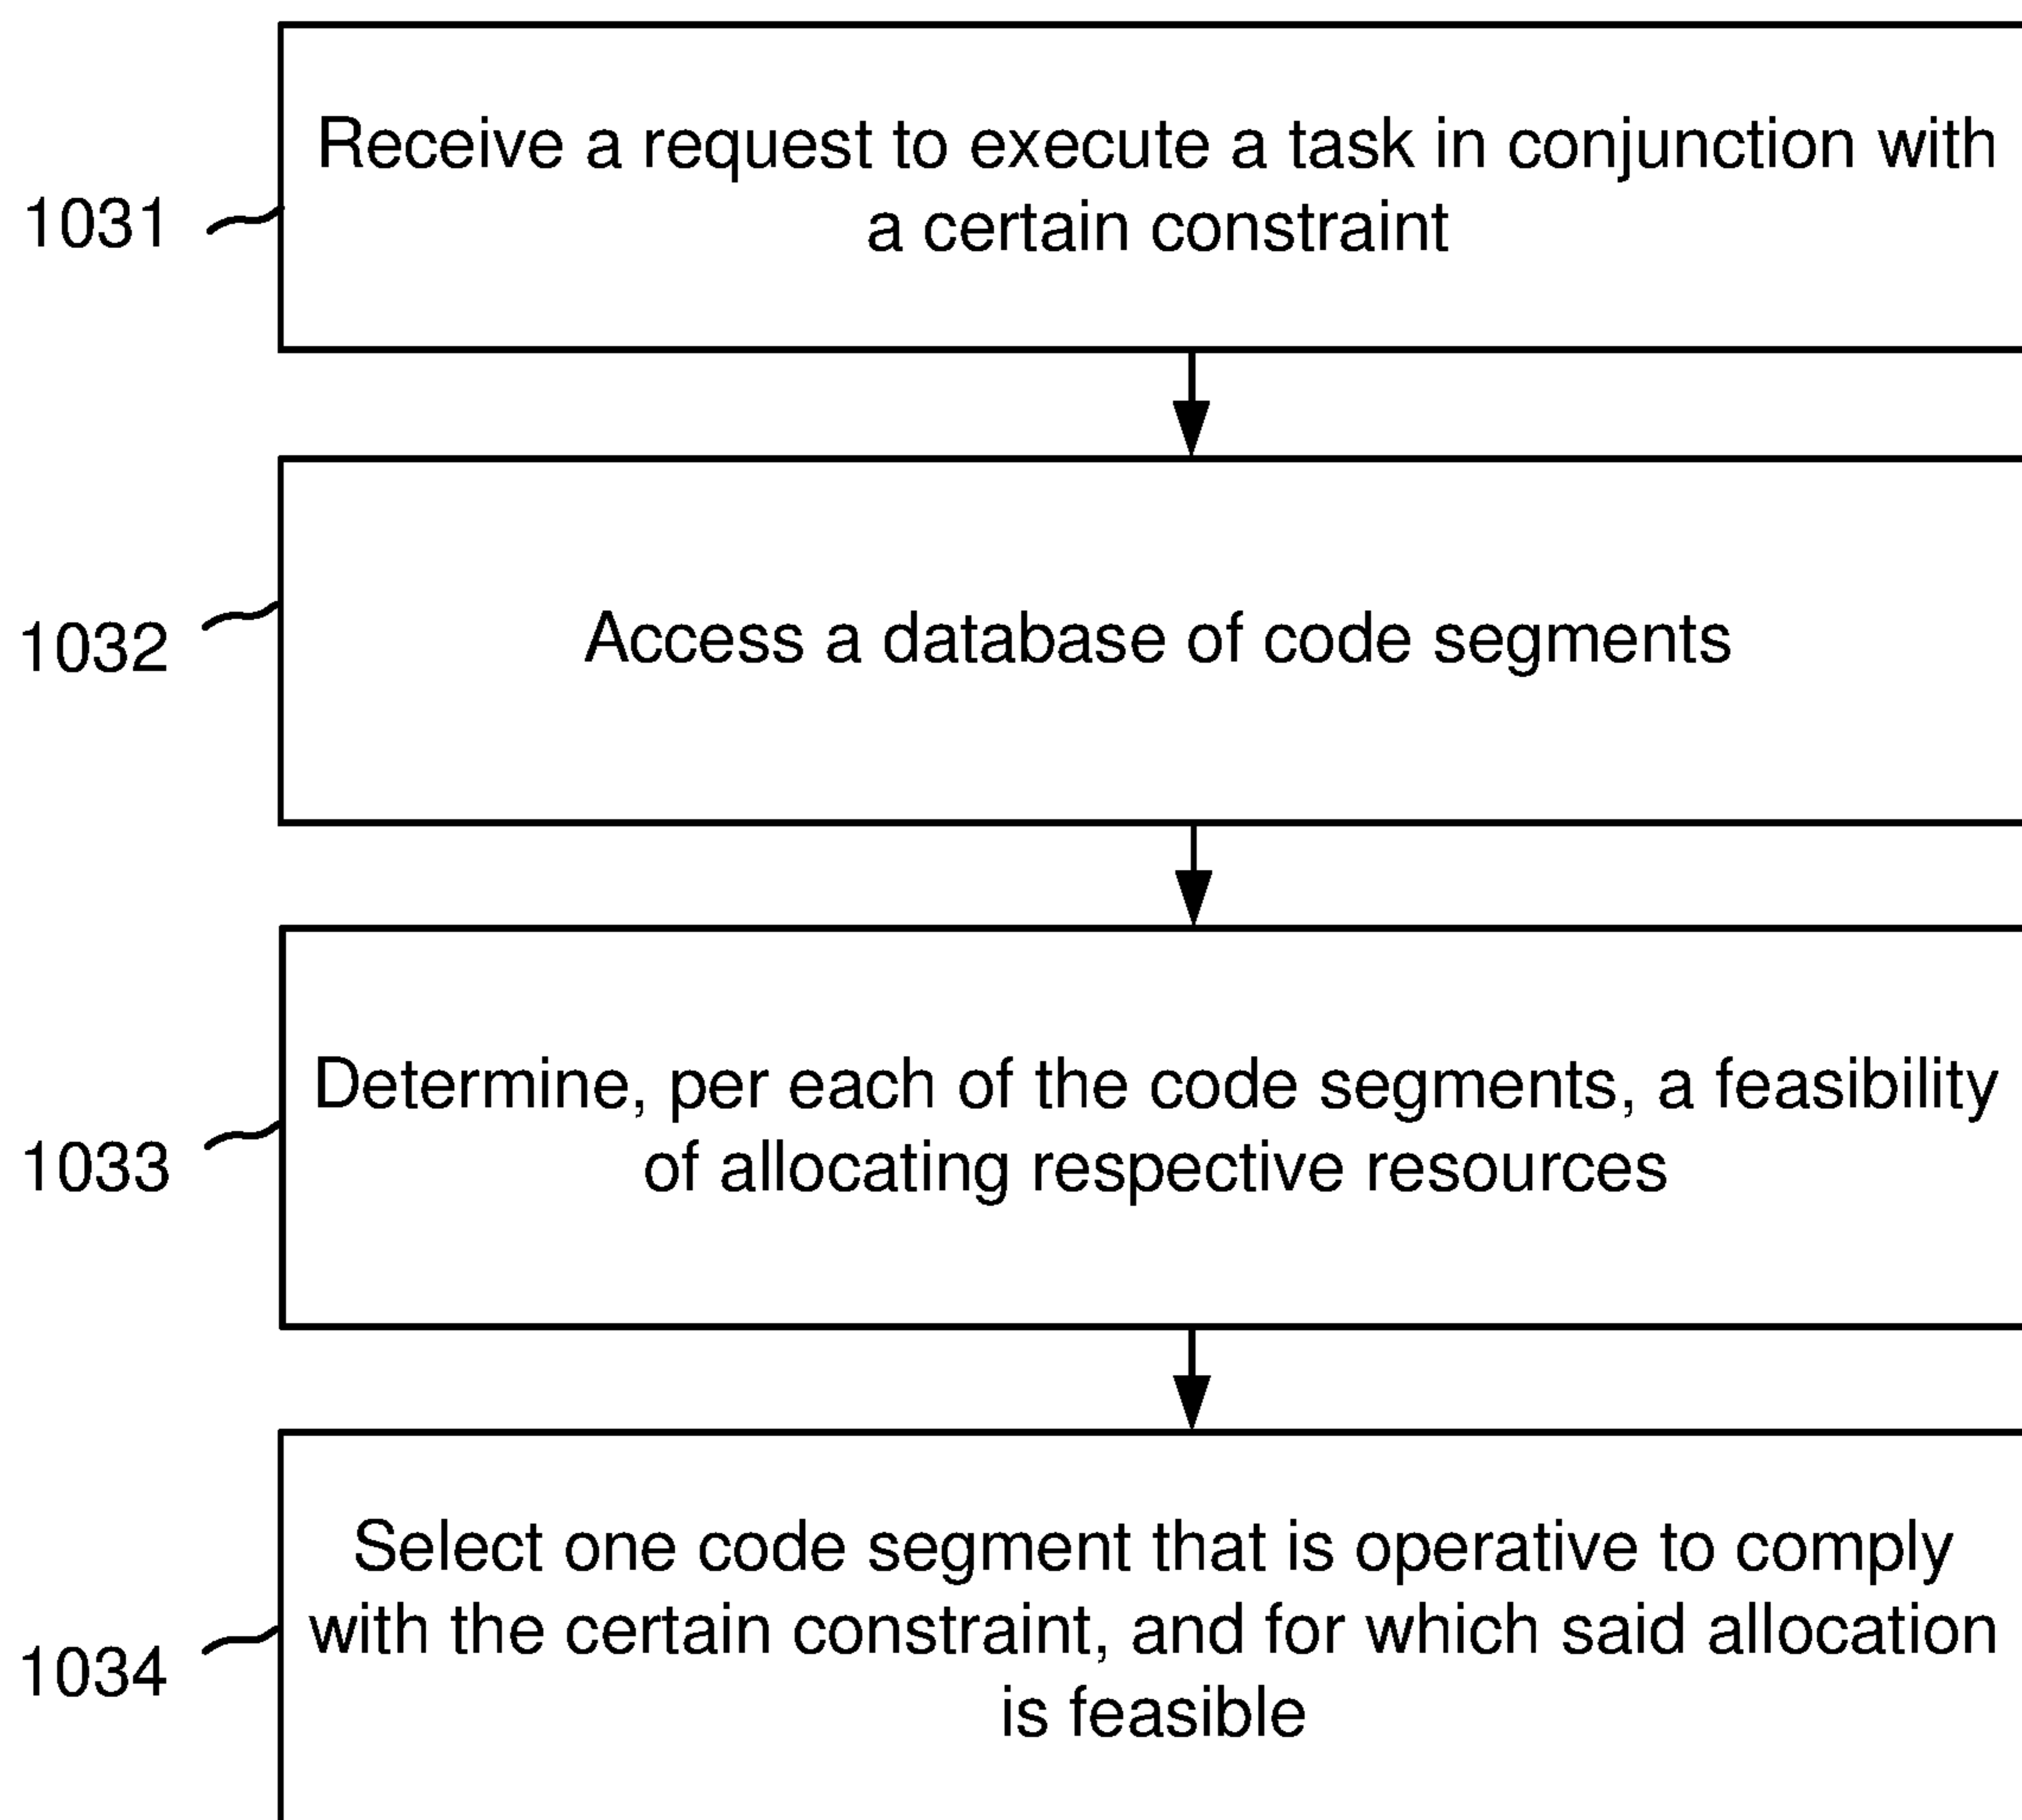 Receive a request to execute a task in conjunction with
a certain constraint
1031
Access a database of code segments
1032
Determine, per each of the code segments, a feasibility
of allocating respective resources
1033
Select one code segment that is operative to comply
with the certain constraint, and for which said allocation
is feasible
1034